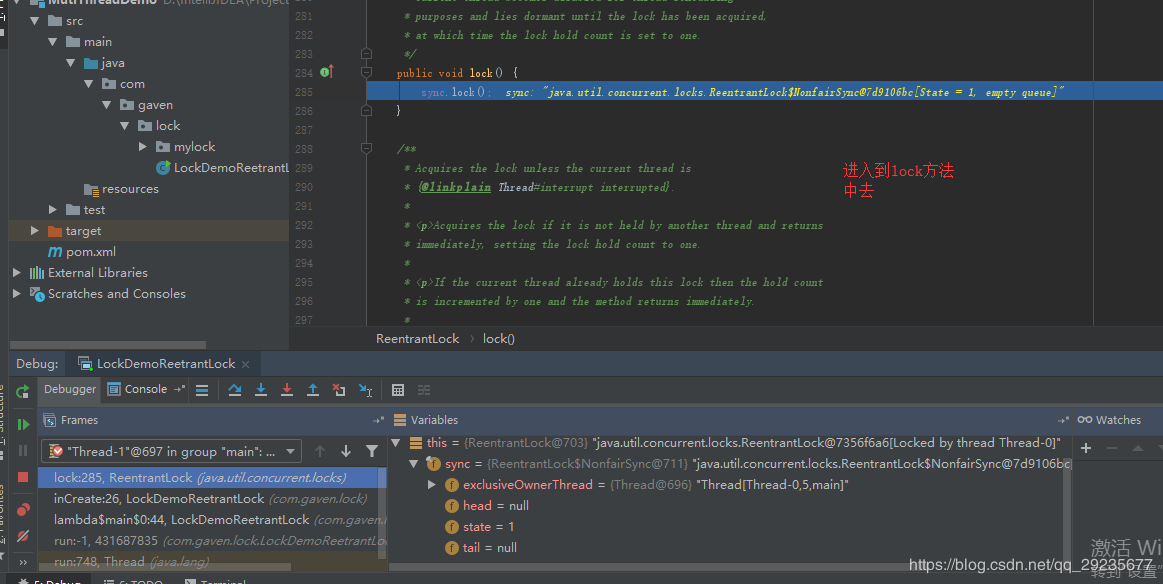 MutiThreadDemo D:\IntelliJIDEA\Project
src
main
java
com
gaven
lock
mylock
LockDemoReetrantL
resources
test
target
pom.xml
External Libraries
Scratches and Consoles
281 * purposes and lies dormant until the lock has been acquired,
282 * at which time the lock hold count is set to one.
283 */
284 public void lock() {
285 sync.lock(); sync: "java.util.concurrent.locks.ReentrantLock$NonfairSync@7d9106bc[State = 1, empty queue]"
286 }
287
288 /**
289 * Acquires the lock unless the current thread is
290 * {@linkplain Thread#interrupt interrupted}.
291 *
292 * <p>Acquires the lock if it is not held by another thread and returns
293 * immediately, setting the lock hold count to one.
294 *
295 * <p>If the current thread already holds this lock then the hold count
296 * is incremented by one and the method returns immediately.
297 *
进入到lock方法
中去
ReentrantLock › lock()
Debug: LockDemoReetrantLock ×
Debugger Console
Frames
"Thread-1"@697 in group "main": ...
lock:285, ReentrantLock (java.util.concurrent.locks)
inCreate:26, LockDemoReetrantLock (com.gaven.lock)
lambda$main$0:44, LockDemoReetrantLock (com.gaven.l
run:-1, 431687835 (com.gaven.lock.LockDemoReetrantLo
run:748, Thread (java.lang)
Variables
this = {ReentrantLock@703} "java.util.concurrent.locks.ReentrantLock@7356f6a6[Locked by thread Thread-0]"
sync = {ReentrantLock$NonfairSync@711} "java.util.concurrent.locks.ReentrantLock$NonfairSync@7d9106bc
exclusiveOwnerThread = {Thread@696} "Thread[Thread-0,5,main]"
head = null
state = 1
tail = null
Watches
激活 Wi
转到"设置"
https://blog.csdn.net/qq_29235677
5: Debug 6: TODO Terminal